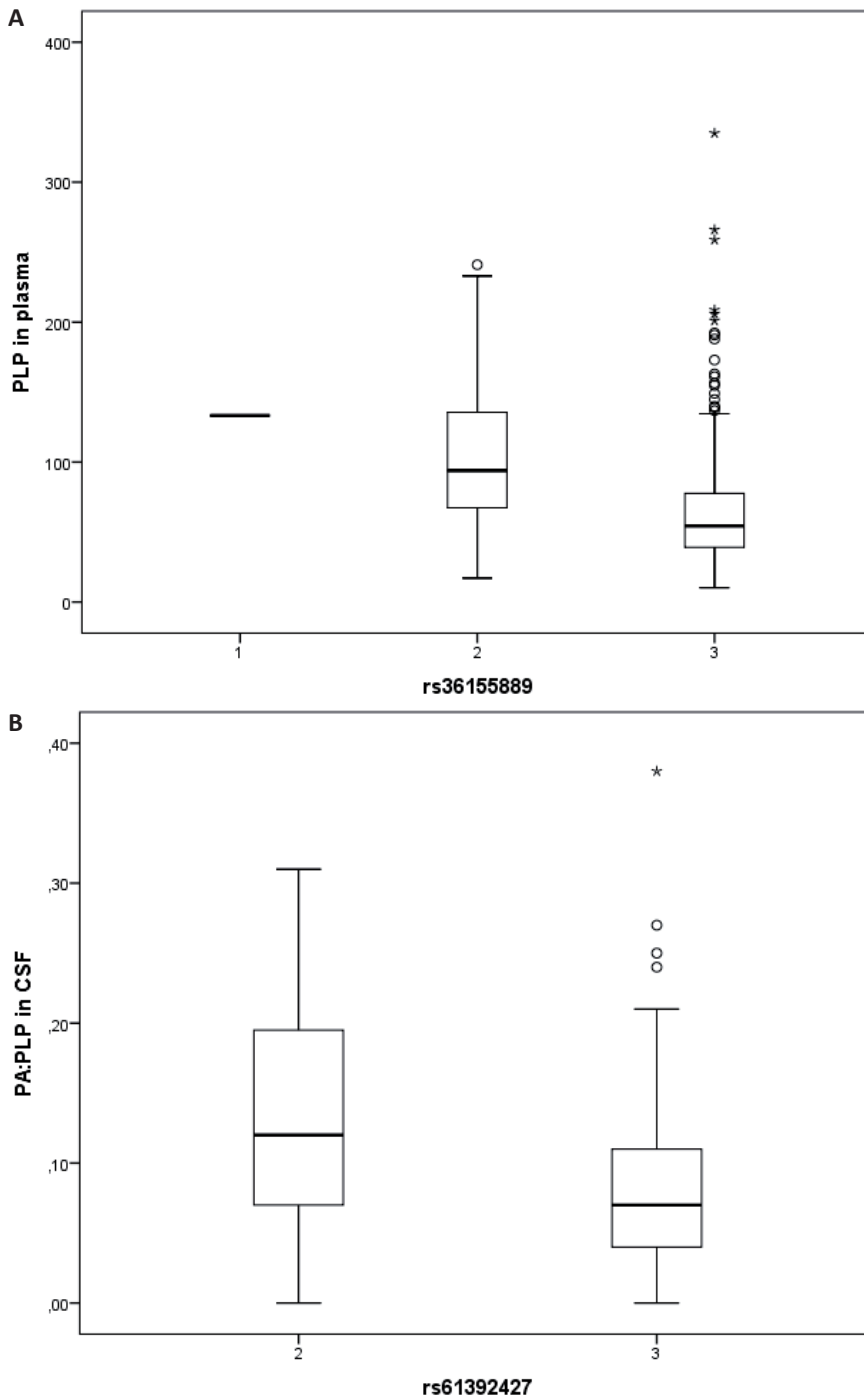 A
400
300
200
100
0
PLP in plasma
1 2 3
rs36155889
B
,40
,30
,20
,10
,00
PA:PLP in CSF
2 3
rs61392427